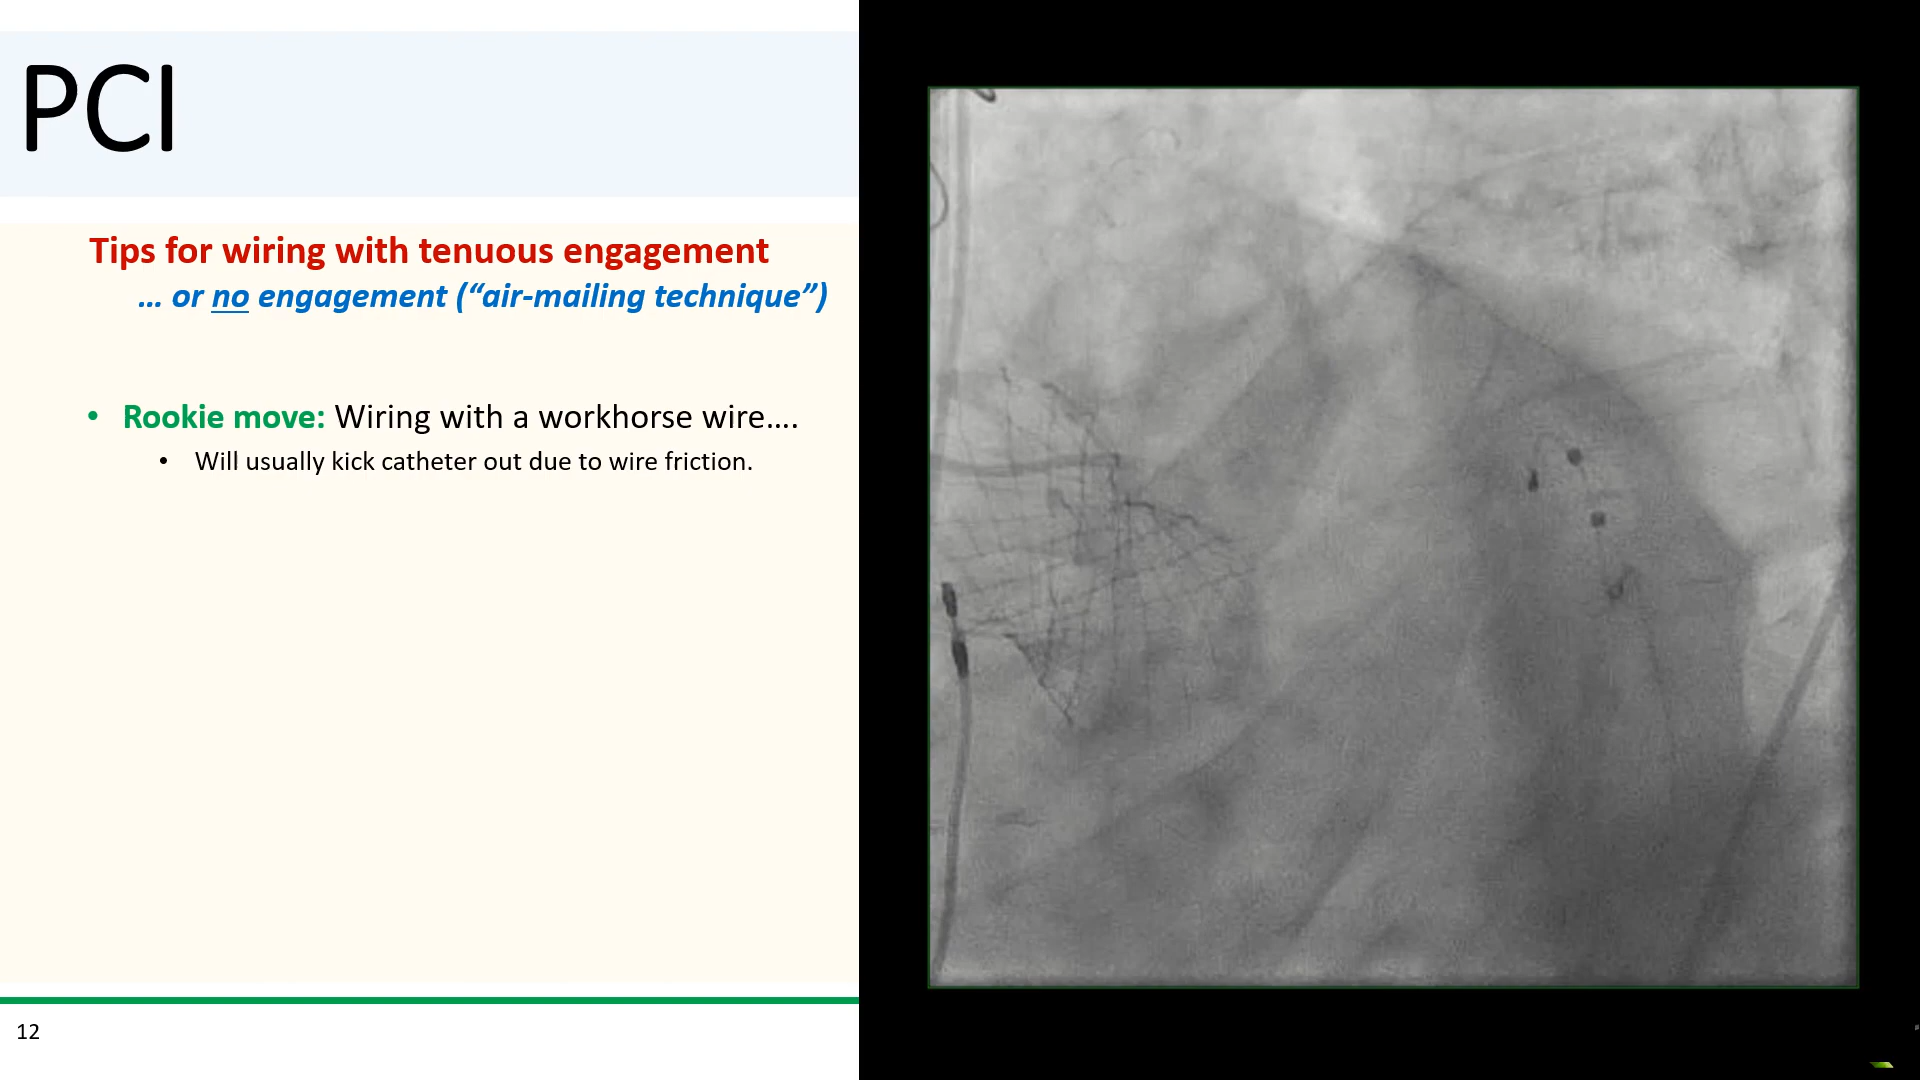 PCI
Tips for wiring with tenuous engagement
… or no engagement (“air-mailing technique”)
• Rookie move: Wiring with a workhorse wire….
• Will usually kick catheter out due to wire friction.
12